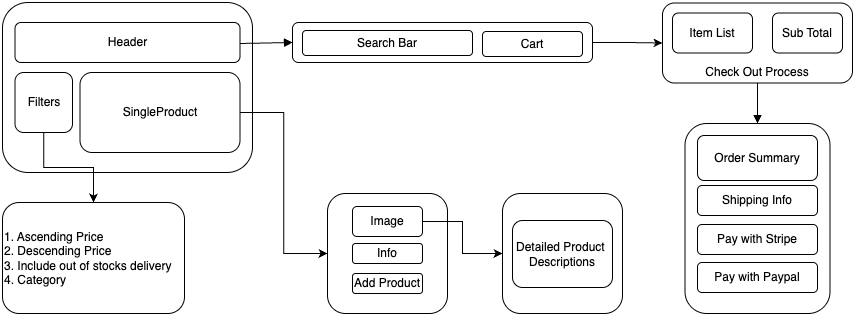 Header
Search Bar
Cart
Item List
Sub Total
Check Out Process
Filters
SingleProduct
Order Summary
Shipping Info
Pay with Stripe
Pay with Paypal
1. Ascending Price
2. Descending Price
3. Include out of stocks delivery
4. Category
Image
Info
Add Product
Detailed Product
Descriptions